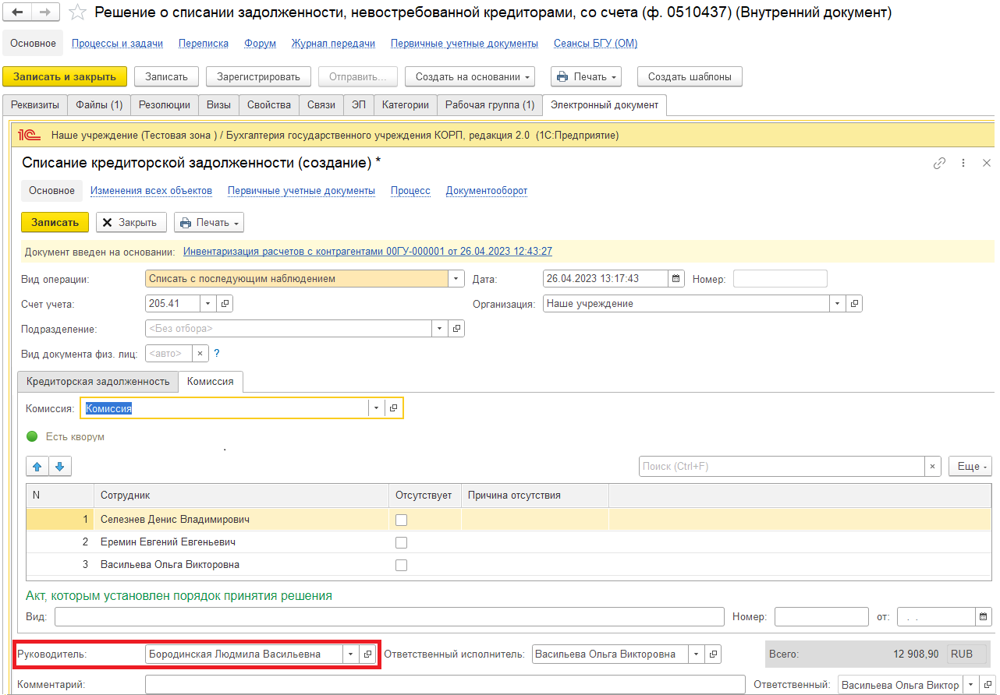 Решение о списании задолженности, невостребованной кредиторами, со счета (ф. 0510437) (Внутренний документ)
Основное Процессы и задачи Переписка Форум Журнал передачи Первичные учетные документы Сеансы БГУ (ОМ)
Записать и закрыть Записать Зарегистрировать Отправить... Создать на основании Печать Создать шаблоны
Реквизиты Файлы (1) Резолюции Визы Свойства Связи ЭП Категории Рабочая группа (1) Электронный документ
1С Наше учреждение (Тестовая зона ) / Бухгалтерия государственного учреждения КОРП, редакция 2.0 (1С:Предприятие)
Списание кредиторской задолженности (создание) *
Основное Изменения всех объектов Первичные учетные документы Процесс Документооборот
Записать Закрыть Печать
Документ введен на основании: Инвентаризация расчетов с контрагентами 00ГУ-000001 от 26.04.2023 12:43:27
Вид операции: Списать с последующим наблюдением Дата: 26.04.2023 13:17:43 Номер:
Счет учета: 205.41 Организация: Наше учреждение
Подразделение: <Без отбора>
Вид документа физ. лиц: <авто> × ?
Кредиторская задолженность Комиссия
Комиссия: Комиссия
Есть кворум
.
Поиск (Ctrl+F) × Еще
N Сотрудник Отсутствует Причина отсутствия
1 Селезнев Денис Владимирович
2 Еремин Евгений Евгеньевич
3 Васильева Ольга Викторовна
Акт, которым установлен порядок принятия решения
Вид: Номер: от: . .
Руководитель: Бородинская Людмила Васильевна Ответственный исполнитель: Васильева Ольга Викторовна Всего: 12 908,90 RUB
Комментарий: Ответственный: Васильева Ольга Виктор